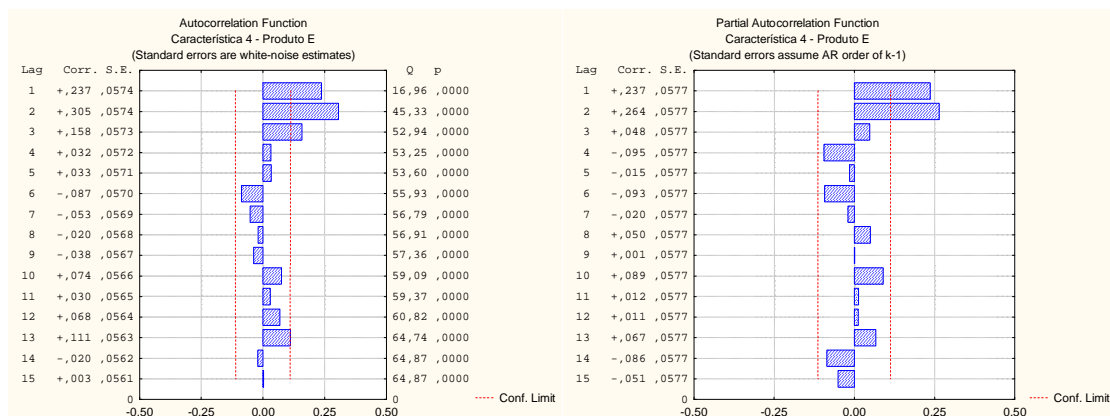 Autocorrelation Function
Característica 4 - Produto E
(Standard errors are white-noise estimates)
Lag Corr. S.E. Q p
1 +,237 ,0574 16,96 ,0000
2 +,305 ,0574 45,33 ,0000
3 +,158 ,0573 52,94 ,0000
4 +,032 ,0572 53,25 ,0000
5 +,033 ,0571 53,60 ,0000
6 -,087 ,0570 55,93 ,0000
7 -,053 ,0569 56,79 ,0000
8 -,020 ,0568 56,91 ,0000
9 -,038 ,0567 57,36 ,0000
10 +,074 ,0566 59,09 ,0000
11 +,030 ,0565 59,37 ,0000
12 +,068 ,0564 60,82 ,0000
13 +,111 ,0563 64,74 ,0000
14 -,020 ,0562 64,87 ,0000
15 +,003 ,0561 64,87 ,0000
0 0
-0.50 -0.25 0.00 0.25 0.50
Conf. Limit
Partial Autocorrelation Function
Característica 4 - Produto E
(Standard errors assume AR order of k-1)
Lag Corr. S.E.
1 +,237 ,0577
2 +,264 ,0577
3 +,048 ,0577
4 -,095 ,0577
5 -,015 ,0577
6 -,093 ,0577
7 -,020 ,0577
8 +,050 ,0577
9 +,001 ,0577
10 +,089 ,0577
11 +,012 ,0577
12 +,011 ,0577
13 +,067 ,0577
14 -,086 ,0577
15 -,051 ,0577
0 0
-0.50 -0.25 0.00 0.25 0.50
Conf. Limit